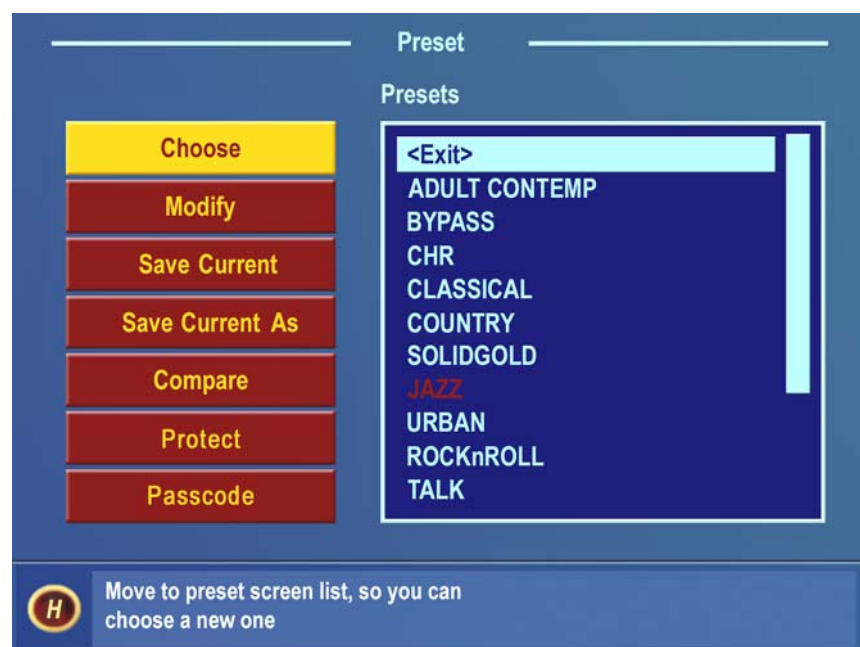 Preset
Presets
Choose
Modify
Save Current
Save Current As
Compare
Protect
Passcode
<Exit>
ADULT CONTEMP
BYPASS
CHR
CLASSICAL
COUNTRY
SOLIDGOLD
JAZZ
URBAN
ROCKnROLL
TALK
H
Move to preset screen list, so you can
choose a new one